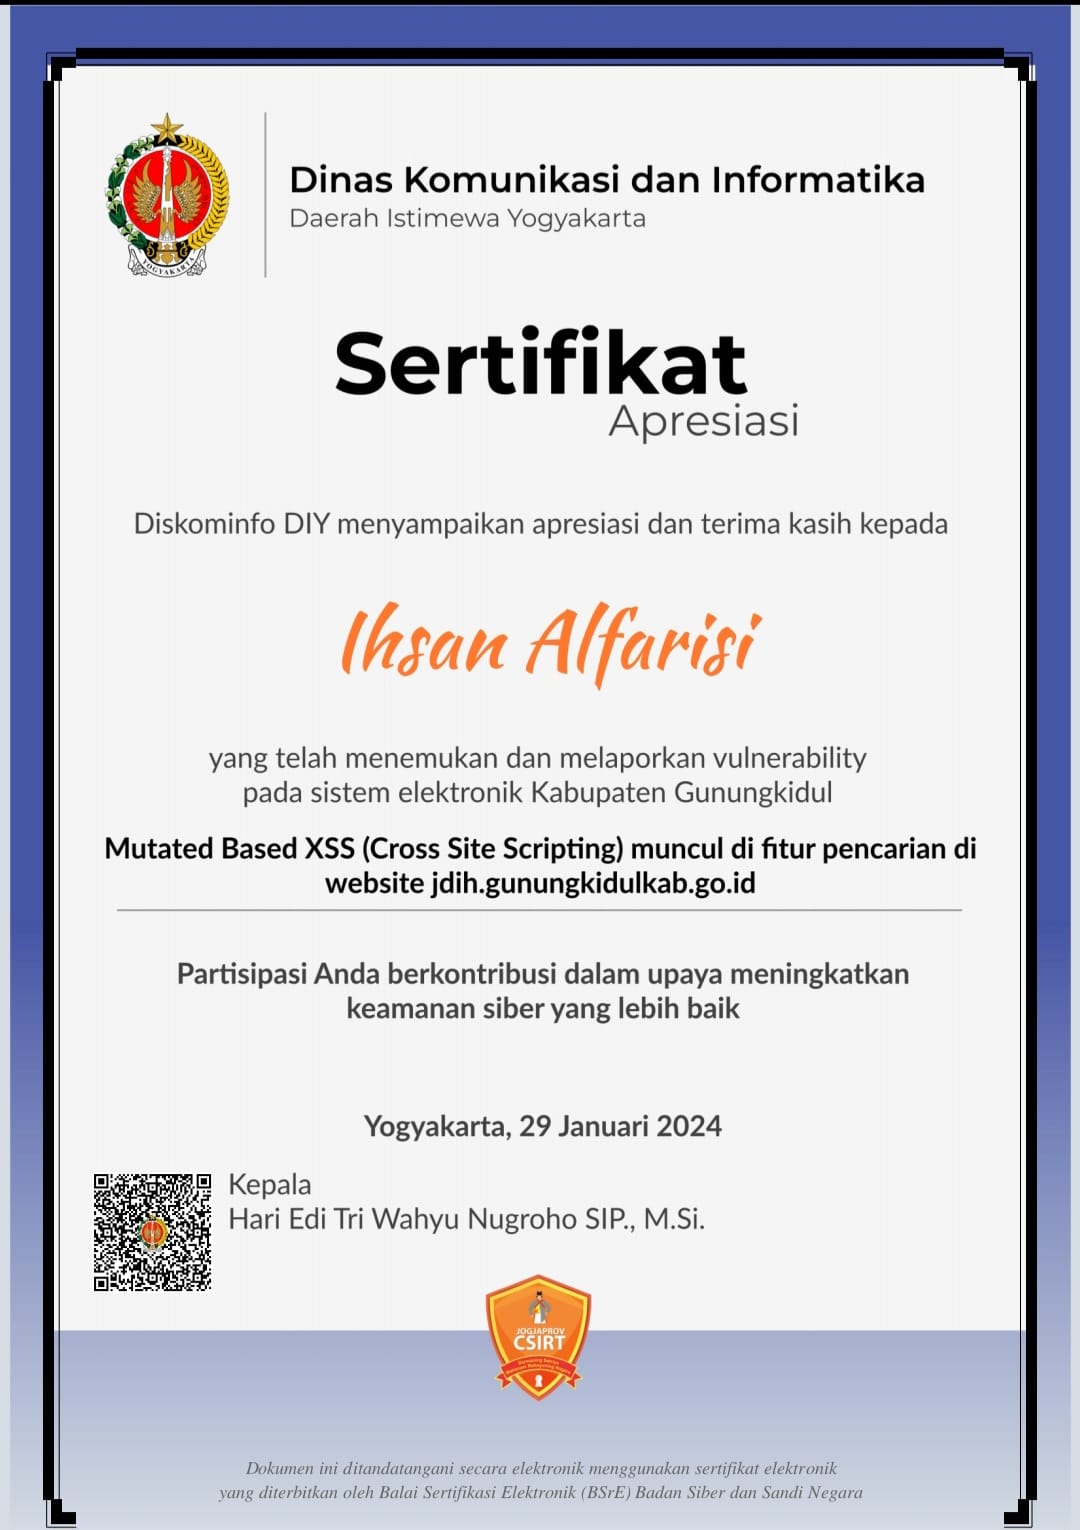 YOGYAKARTA
Dinas Komunikasi dan Informatika
Daerah Istimewa Yogyakarta
Sertifikat
Apresiasi
Diskominfo DIY menyampaikan apresiasi dan terima kasih kepada
Ihsan Alfarisi
yang telah menemukan dan melaporkan vulnerability
pada sistem elektronik Kabupaten Gunungkidul
Mutated Based XSS (Cross Site Scripting) muncul di fitur pencarian di
website jdih.gunungkidulkab.go.id
Partisipasi Anda berkontribusi dalam upaya meningkatkan
keamanan siber yang lebih baik
Yogyakarta, 29 Januari 2024
Kepala
Hari Edi Tri Wahyu Nugroho SIP., M.Si.
JOGJAPROV
CSIRT
Dokumen ini ditandatangani secara elektronik menggunakan sertifikat elektronik
yang diterbitkan oleh Balai Sertifikasi Elektronik (BSrE) Badan Siber dan Sandi Negara